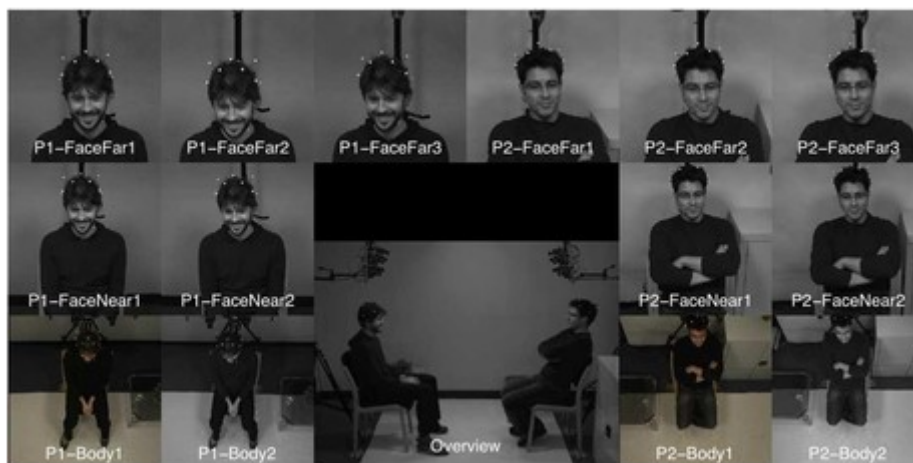 P1-FaceFar1
P1-FaceFar2
P1-FaceFar3
P2-FaceFar1
P2-FaceFar2
P2-FaceFar3
P1-FaceNear1
P1-FaceNear2
P2-FaceNear1
P2-FaceNear2
P1-Body1
P1-Body2
Overview
P2-Body1
P2-Body2